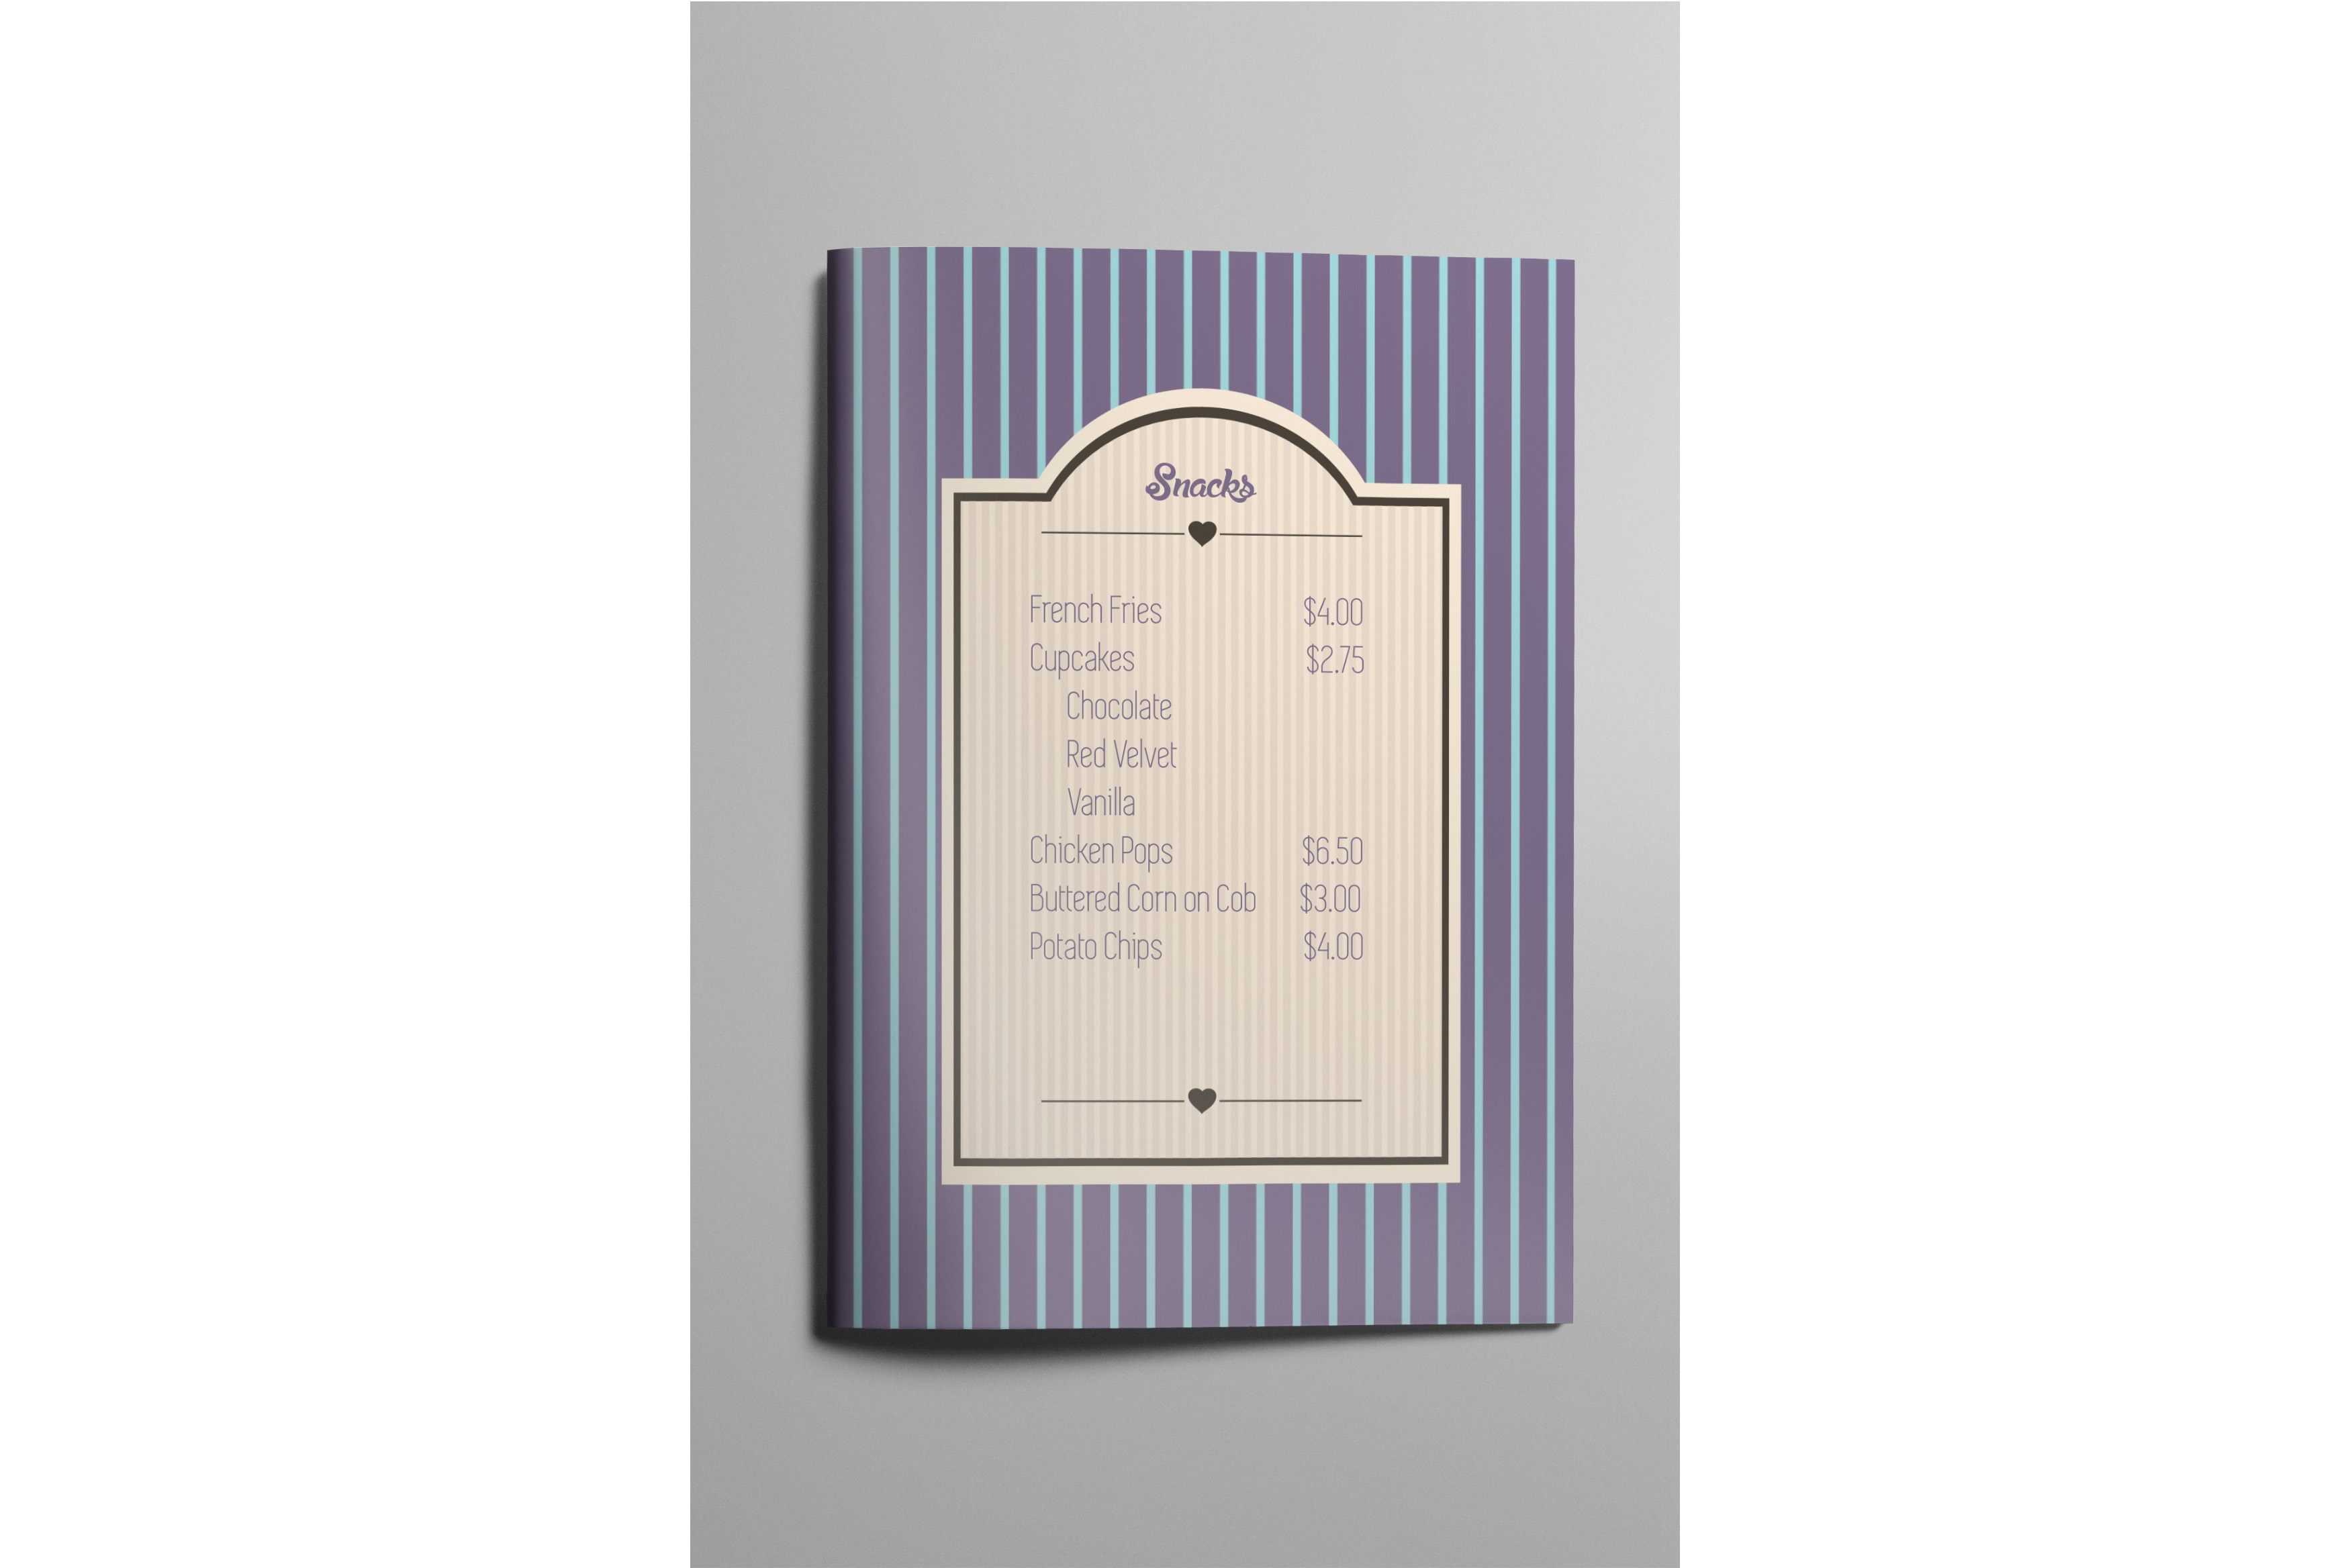 Snacks
French Fries $4.00
Cupcakes $2.75
Chocolate
Red Velvet
Vanilla
Chicken Pops $6.50
Buttered Corn on Cob $3.00
Potato Chips $4.00